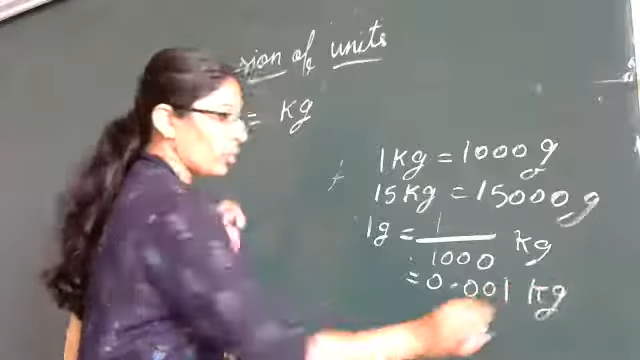 sion of units
= kg
1kg = 1000 g
15kg = 15000 g
1g = 1
1000 kg
= 0.001 kg